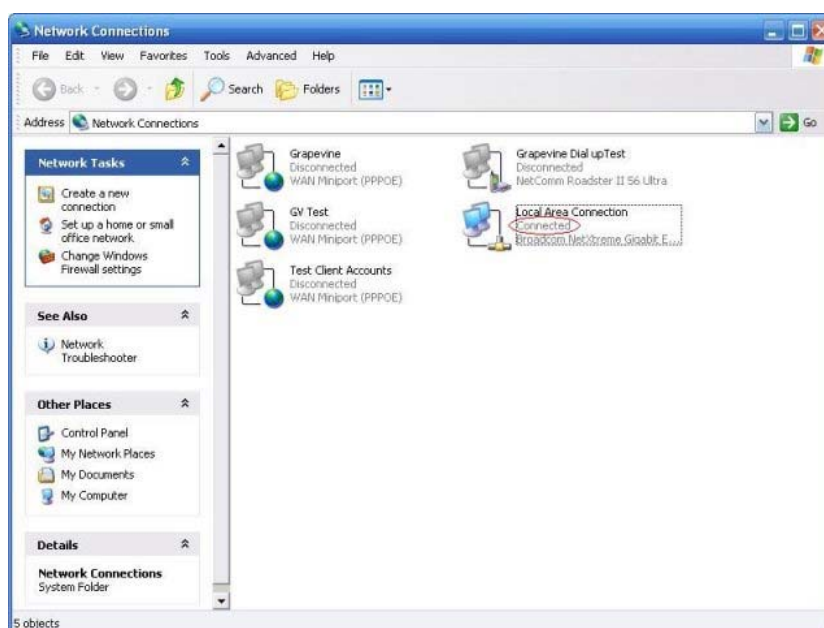 Network Connections
File Edit View Favorites Tools Advanced Help
Back Search Folders
Address Network Connections Go
Network Tasks
Create a new
connection
Set up a home or small
office network
Change Windows
Firewall settings
See Also
Network
Troubleshooter
Other Places
Control Panel
My Network Places
My Documents
My Computer
Details
Network Connections
System Folder
Grapevine
Disconnected
WAN Miniport (PPPOE)
GV Test
Disconnected
WAN Miniport (PPPOE)
Test Client Accounts
Disconnected
WAN Miniport (PPPOE)
Grapevine Dial upTest
Disconnected
NetComm Roadster II 56 Ultra
Local Area Connection
Connected
Broadcom NetXtreme Gigabit E...
5 objects